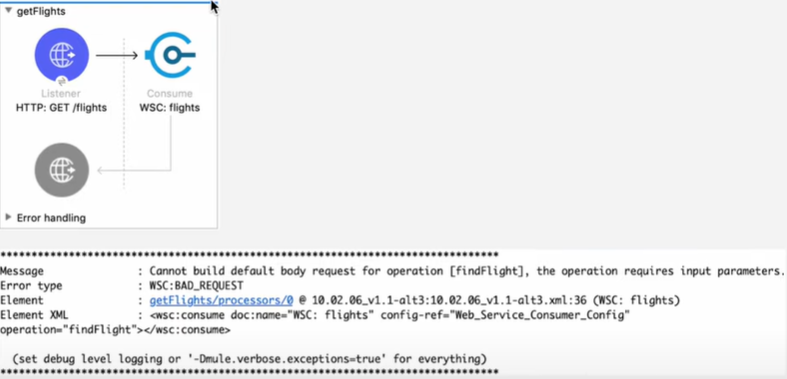 getFlights
Listener
Consume
HTTP: GET /flights
WSC: flights
Error handling
**********************************************************************
Message : Cannot build default body request for operation [findFlight], the operation requires input parameters.
Error type : WSC:BAD_REQUEST
Element : getFlights/processors/0 @ 10.02.06_v1.1-alt3:10.02.06_v1.1-alt3.xml:36 (WSC: flights)
Element XML : <wsc:consume doc:name="WSC: flights" config-ref="Web_Service_Consumer_Config"
operation="findFlight"></wsc:consume>
(set debug level logging or '-Dmule.verbose.exceptions=true' for everything)
**********************************************************************